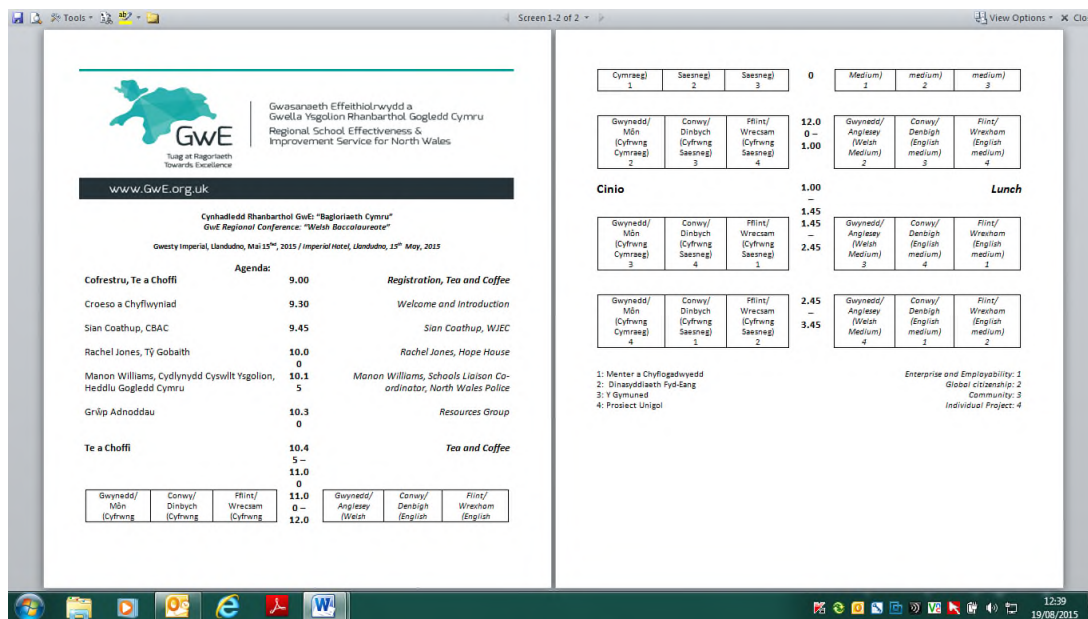 Tools
Screen 1-2 of 2
View Options
Clo
GwE
Tuag at Ragoriaeth
Towards Excellence
Gwasanaeth Effeithiolrwydd a
Gwella Ysgolion Rhanbarthol Gogledd Cymru
Regional School Effectiveness &
Improvement Service for North Wales
www.GwE.org.uk
Cynhadledd Rhanbarthol GwE: "Bagloriaeth Cymru"
GwE Regional Conference: "Welsh Baccalaureate"
Gwesty Imperial, Llandudno, Mai 15fed, 2015 / Imperial Hotel, Llandudno, 15th May, 2015
Agenda:
Cofrestru, Te a Choffi 9.00 Registration, Tea and Coffee
Croeso a Chyflwyniad 9.30 Welcome and Introduction
Sian Coathup, CBAC 9.45 Sian Coathup, WJEC
Rachel Jones, Tŷ Gobaith 10.0 Rachel Jones, Hope House
0
Manon Williams, Cydlynydd Cyswllt Ysgolion, 10.1 Manon Williams, Schools Liaison Co-
Heddlu Gogledd Cymru 5 ordinator, North Wales Police
Grŵp Adnoddau 10.3 Resources Group
0
Te a Choffi 10.4 Tea and Coffee
5 –
11.0
0
Gwynedd/ Conwy/ Fflint/ 11.0 Gwynedd/ Conwy/ Flint/
Môn Dinbych Wrecsam 0 – Anglesey Denbigh Wrexham
(Cyfrwng (Cyfrwng (Cyfrwng 12.0 (Welsh (English (English
Cymraeg) Saesneg) Saesneg) 0 Medium) medium) medium)
1 2 3 1 2 3
Gwynedd/ Conwy/ Fflint/ 12.0 Gwynedd/ Conwy/ Flint/
Môn Dinbych Wrecsam 0 – Anglesey Denbigh Wrexham
(Cyfrwng (Cyfrwng (Cyfrwng 1.00 (Welsh (English (English
Cymraeg) Saesneg) Saesneg) Medium) medium) medium)
2 3 4 2 3 4
Cinio 1.00 Lunch
–
1.45
Gwynedd/ Conwy/ Fflint/ 1.45 Gwynedd/ Conwy/ Flint/
Môn Dinbych Wrecsam – Anglesey Denbigh Wrexham
(Cyfrwng (Cyfrwng (Cyfrwng 2.45 (Welsh (English (English
Cymraeg) Saesneg) Saesneg) Medium) medium) medium)
3 4 1 3 4 1
Gwynedd/ Conwy/ Fflint/ 2.45 Gwynedd/ Conwy/ Flint/
Môn Dinbych Wrecsam – Anglesey Denbigh Wrexham
(Cyfrwng (Cyfrwng (Cyfrwng 3.45 (Welsh (English (English
Cymraeg) Saesneg) Saesneg) Medium) medium) medium)
4 1 2 4 1 2
1: Menter a Chyflogadwyedd Enterprise and Employability: 1
2: Dinasyddiaeth Fyd-Eang Global citizenship: 2
3: Y Gymuned Community: 3
4: Prosiect Unigol Individual Project: 4
12:39
19/08/2015